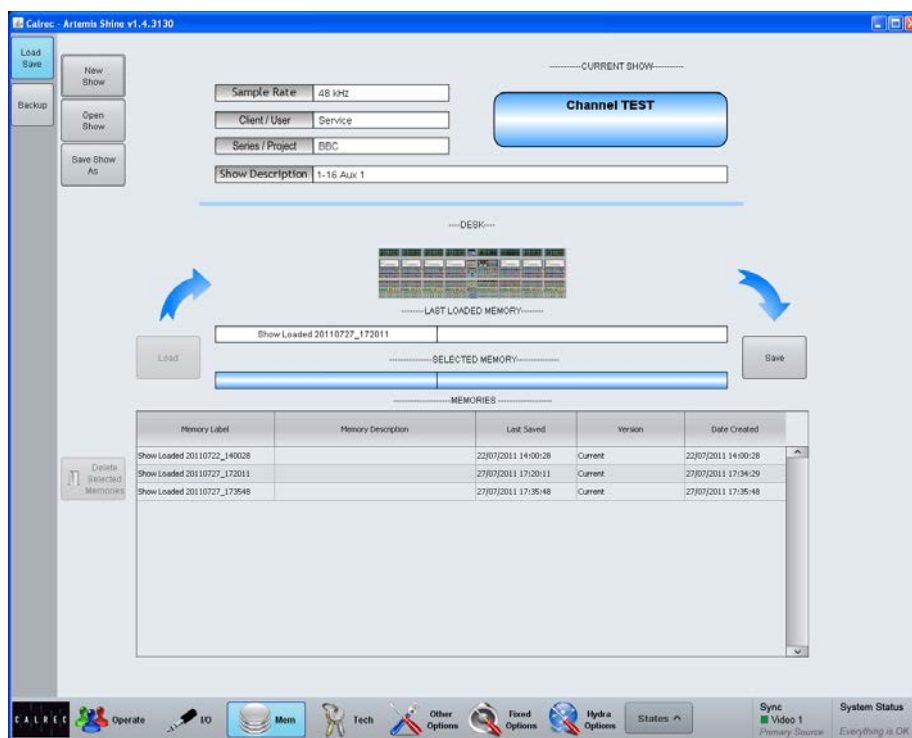 Calrec - Artemis Shine v1.4.3130
Load Save
Backup
New Show
Open Show
Save Show As
Sample Rate 48 kHz
Client / User Service
Series / Project BBC
Show Description 1-16 Aux 1
-----------CURRENT SHOW-----------
Channel TEST
----DESK----
--------LAST LOADED MEMORY--------
Show Loaded 20110727_172011
Load
---------------SELECTED MEMORY---------------
Save
--------------------MEMORIES -------------------
Memory Label Memory Description Last Saved Version Date Created
Show Loaded 20110722_140028 22/07/2011 14:00:28 Current 22/07/2011 14:00:28
Show Loaded 20110727_172011 27/07/2011 17:20:11 Current 27/07/2011 17:34:29
Show Loaded 20110727_173548 27/07/2011 17:35:48 Current 27/07/2011 17:35:48
Delete Selected Memories
CALREC
Operate
I/O
Mem
Tech
Other Options
Fixed Options
Hydra Options
States
Sync
Video 1
Primary Source
System Status
Everything is OK